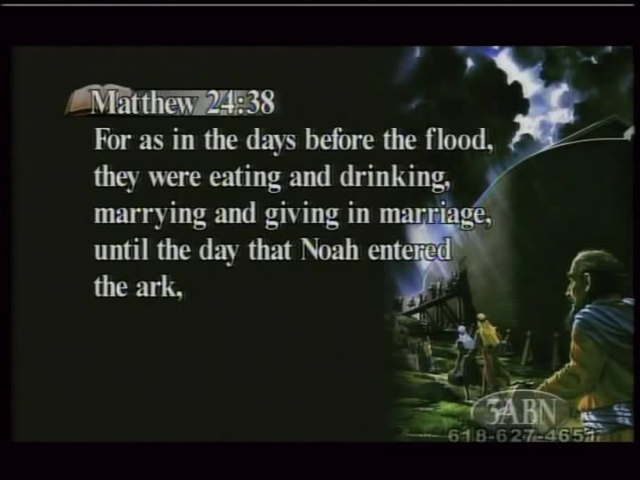 Matthew 24:38
For as in the days before the flood,
they were eating and drinking,
marrying and giving in marriage,
until the day that Noah entered
the ark,
3ABN
618-627-4651